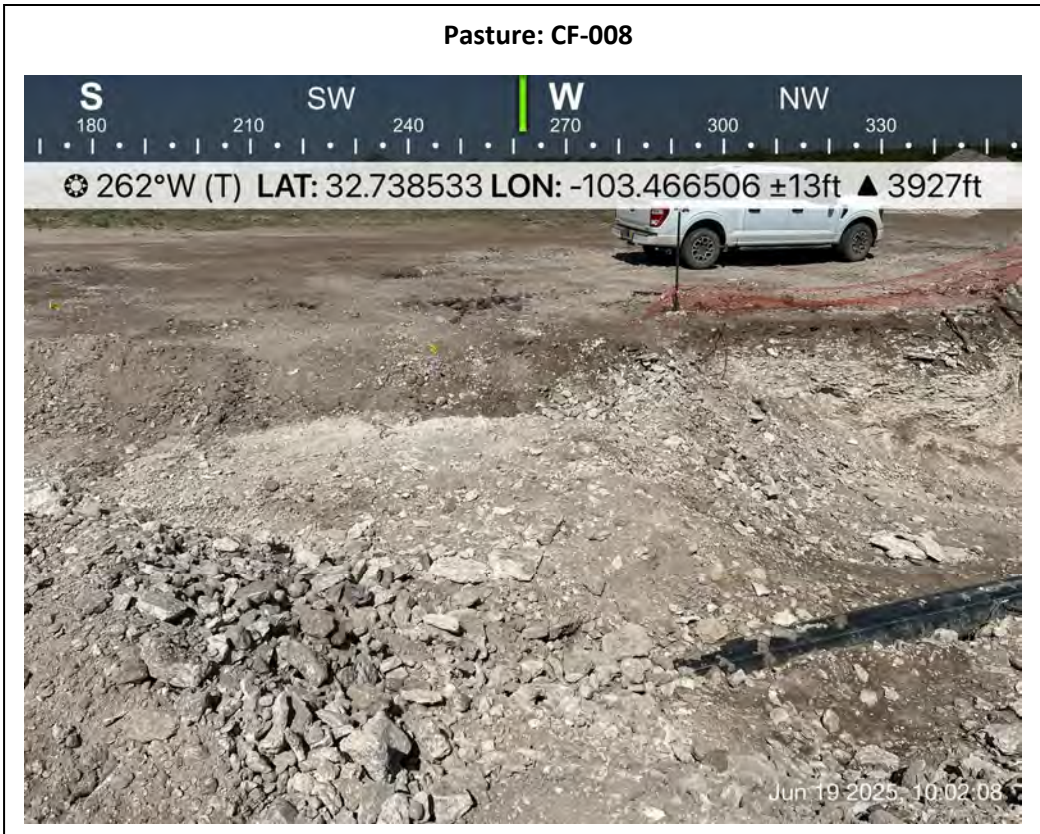 Pasture: CF-008
S SW W NW
180 210 240 270 300 330
262°W (T) LAT: 32.738533 LON: -103.466506 ±13ft ▲ 3927ft
Jun 19 2025, 10:02:08